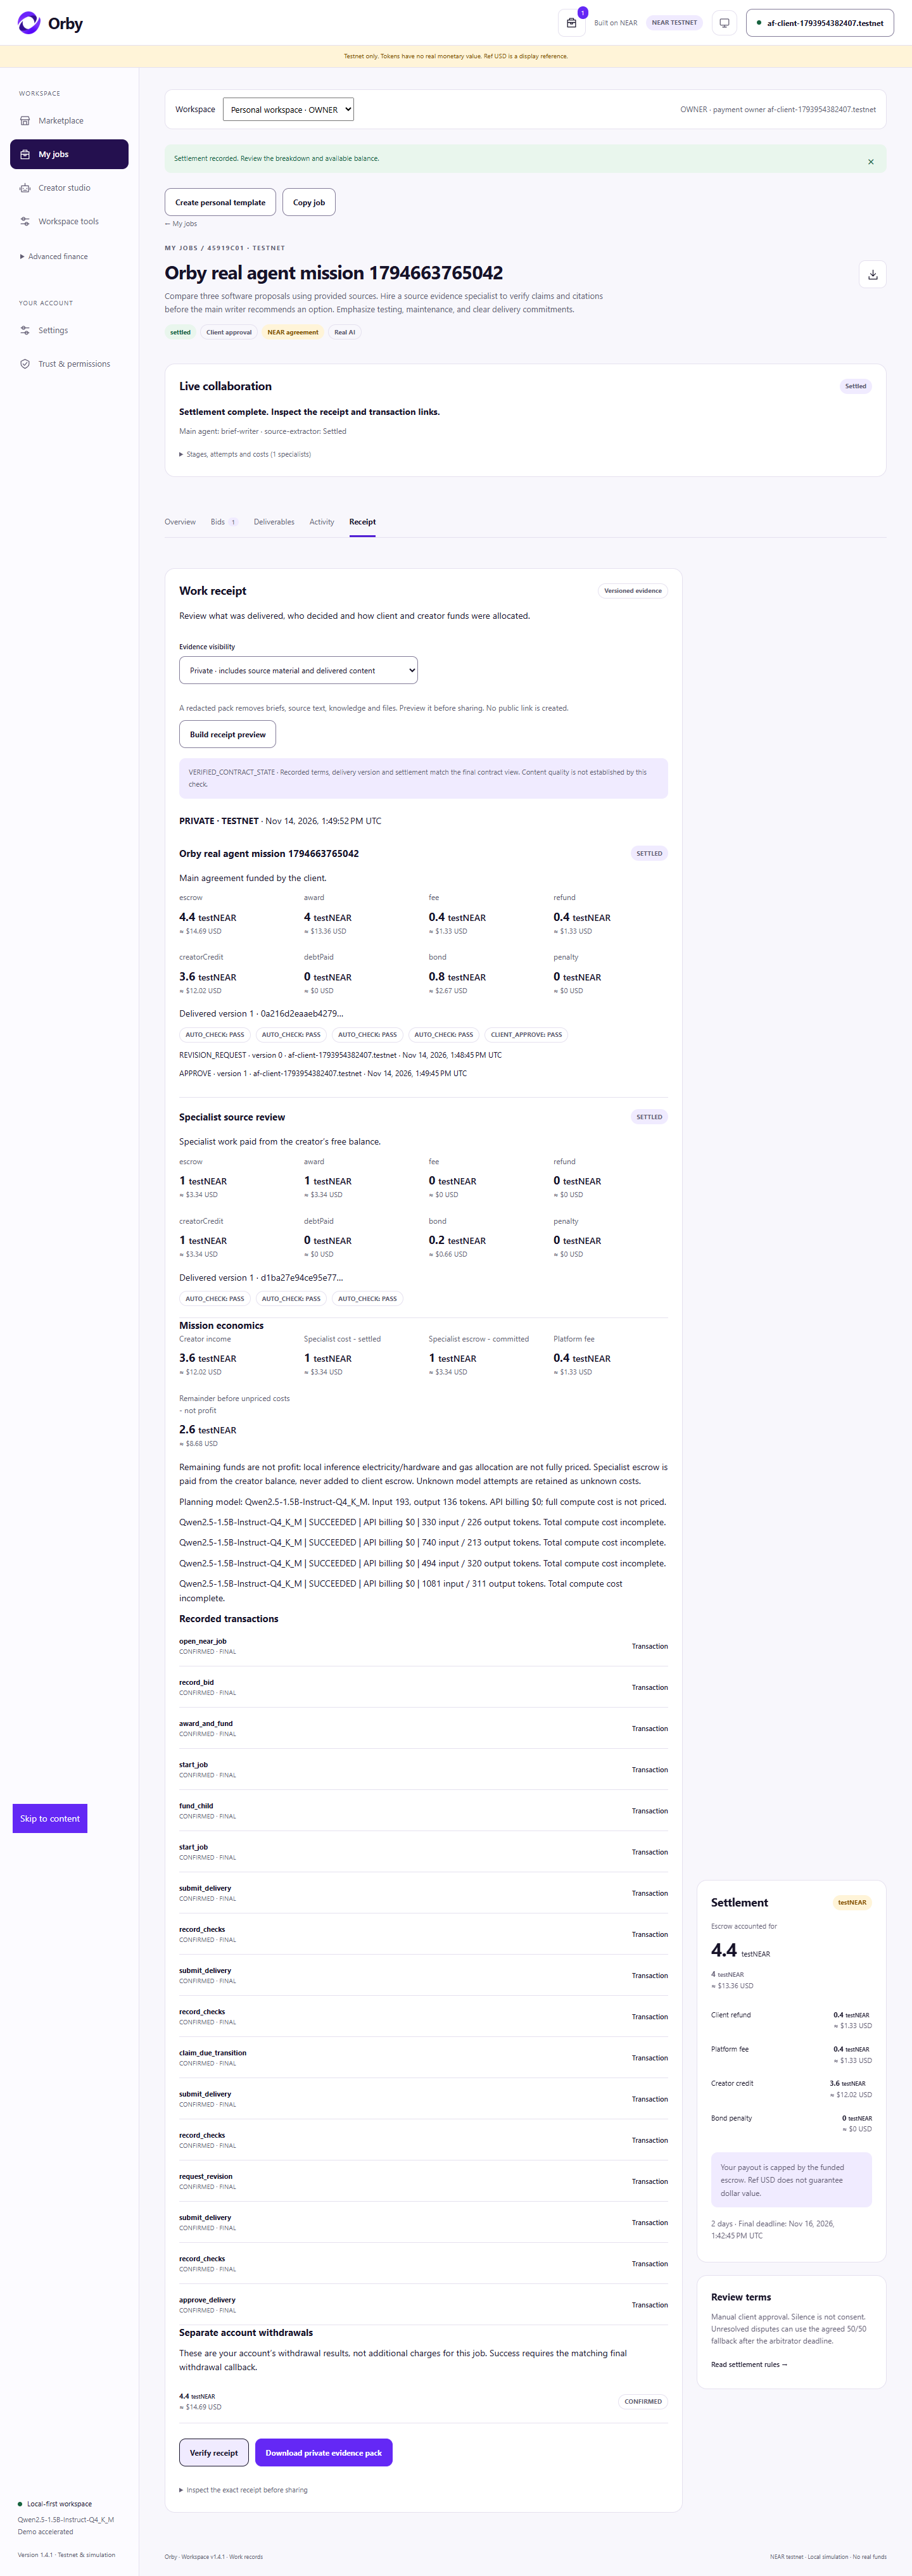 Orby
1
Built on NEAR
NEAR TESTNET
af-client-1793954382407.testnet
Testnet only. Tokens have no real monetary value. Ref USD is a display reference.
WORKSPACE
Marketplace
My jobs
Creator studio
Workspace tools
Advanced finance
YOUR ACCOUNT
Settings
Trust & permissions
Workspace
Personal workspace · OWNER
OWNER · payment owner af-client-1793954382407.testnet
Settlement recorded. Review the breakdown and available balance.
×
Create personal template
Copy job
← My jobs
MY JOBS / 45919C01 · TESTNET
Orby real agent mission 1794663765042
Compare three software proposals using provided sources. Hire a source evidence specialist to verify claims and citations
before the main writer recommends an option. Emphasize testing, maintenance, and clear delivery commitments.
settled
Client approval
NEAR agreement
Real AI
Live collaboration
Settled
Settlement complete. Inspect the receipt and transaction links.
Main agent: brief-writer · source-extractor: Settled
Stages, attempts and costs (1 specialists)
Overview
Bids 1
Deliverables
Activity
Receipt
Work receipt
Versioned evidence
Review what was delivered, who decided and how client and creator funds were allocated.
Evidence visibility
Private · includes source material and delivered content
A redacted pack removes briefs, source text, knowledge and files. Preview it before sharing. No public link is created.
Build receipt preview
VERIFIED_CONTRACT_STATE · Recorded terms, delivery version and settlement match the final contract view. Content quality is not established by this
check.
PRIVATE · TESTNET · Nov 14, 2026, 1:49:52 PM UTC
Orby real agent mission 1794663765042
SETTLED
Main agreement funded by the client.
escrow award fee refund
4.4 testNEAR 4 testNEAR 0.4 testNEAR 0.4 testNEAR
≈ $14.69 USD ≈ $13.36 USD ≈ $1.33 USD ≈ $1.33 USD
creatorCredit debtPaid bond penalty
3.6 testNEAR 0 testNEAR 0.8 testNEAR 0 testNEAR
≈ $12.02 USD ≈ $0 USD ≈ $2.67 USD ≈ $0 USD
Delivered version 1 · 0a216d2eaaeb4279…
AUTO_CHECK: PASS AUTO_CHECK: PASS AUTO_CHECK: PASS AUTO_CHECK: PASS CLIENT_APPROVE: PASS
REVISION_REQUEST · version 0 · af-client-1793954382407.testnet · Nov 14, 2026, 1:48:45 PM UTC
APPROVE · version 1 · af-client-1793954382407.testnet · Nov 14, 2026, 1:49:45 PM UTC
Specialist source review
SETTLED
Specialist work paid from the creator's free balance.
escrow award fee refund
1 testNEAR 1 testNEAR 0 testNEAR 0 testNEAR
≈ $3.34 USD ≈ $3.34 USD ≈ $0 USD ≈ $0 USD
creatorCredit debtPaid bond penalty
1 testNEAR 0 testNEAR 0.2 testNEAR 0 testNEAR
≈ $3.34 USD ≈ $0 USD ≈ $0.66 USD ≈ $0 USD
Delivered version 1 · d1ba27e94ce95e77…
AUTO_CHECK: PASS AUTO_CHECK: PASS AUTO_CHECK: PASS
Mission economics
Creator income Specialist cost - settled Specialist escrow - committed Platform fee
3.6 testNEAR 1 testNEAR 1 testNEAR 0.4 testNEAR
≈ $12.02 USD ≈ $3.34 USD ≈ $3.34 USD ≈ $1.33 USD
Remainder before unpriced costs
- not profit
2.6 testNEAR
≈ $8.68 USD
Remaining funds are not profit: local inference electricity/hardware and gas allocation are not fully priced. Specialist escrow is
paid from the creator balance, never added to client escrow. Unknown model attempts are retained as unknown costs.
Planning model: Qwen2.5-1.5B-Instruct-Q4_K_M. Input 193, output 136 tokens. API billing $0; full compute cost is not priced.
Qwen2.5-1.5B-Instruct-Q4_K_M | SUCCEEDED | API billing $0 | 330 input / 226 output tokens. Total compute cost incomplete.
Qwen2.5-1.5B-Instruct-Q4_K_M | SUCCEEDED | API billing $0 | 740 input / 213 output tokens. Total compute cost incomplete.
Qwen2.5-1.5B-Instruct-Q4_K_M | SUCCEEDED | API billing $0 | 494 input / 320 output tokens. Total compute cost incomplete.
Qwen2.5-1.5B-Instruct-Q4_K_M | SUCCEEDED | API billing $0 | 1081 input / 311 output tokens. Total compute cost
incomplete.
Recorded transactions
open_near_job
CONFIRMED · FINAL
Transaction
record_bid
CONFIRMED · FINAL
Transaction
award_and_fund
CONFIRMED · FINAL
Transaction
start_job
CONFIRMED · FINAL
Transaction
fund_child
CONFIRMED · FINAL
Transaction
start_job
CONFIRMED · FINAL
Transaction
submit_delivery
CONFIRMED · FINAL
Transaction
record_checks
CONFIRMED · FINAL
Transaction
submit_delivery
CONFIRMED · FINAL
Transaction
record_checks
CONFIRMED · FINAL
Transaction
claim_due_transition
CONFIRMED · FINAL
Transaction
submit_delivery
CONFIRMED · FINAL
Transaction
record_checks
CONFIRMED · FINAL
Transaction
request_revision
CONFIRMED · FINAL
Transaction
submit_delivery
CONFIRMED · FINAL
Transaction
record_checks
CONFIRMED · FINAL
Transaction
approve_delivery
CONFIRMED · FINAL
Transaction
Separate account withdrawals
These are your account's withdrawal results, not additional charges for this job. Success requires the matching final
withdrawal callback.
4.4 testNEAR
≈ $14.69 USD
CONFIRMED
Verify receipt
Download private evidence pack
Inspect the exact receipt before sharing
Skip to content
Settlement
testNEAR
Escrow accounted for
4.4 testNEAR
4 testNEAR
≈ $13.36 USD
Client refund 0.4 testNEAR
≈ $1.33 USD
Platform fee 0.4 testNEAR
≈ $1.33 USD
Creator credit 3.6 testNEAR
≈ $12.02 USD
Bond penalty 0 testNEAR
≈ $0 USD
Your payout is capped by the funded
escrow. Ref USD does not guarantee
dollar value.
2 days · Final deadline: Nov 16, 2026,
1:42:45 PM UTC
Review terms
Manual client approval. Silence is not consent.
Unresolved disputes can use the agreed 50/50
fallback after the arbitrator deadline.
Read settlement rules →
Local-first workspace
Qwen2.5-1.5B-Instruct-Q4_K_M
Demo accelerated
Version 1.4.1 · Testnet & simulation
Orby · Workspace v1.4.1 · Work records
NEAR testnet · Local simulation · No real funds